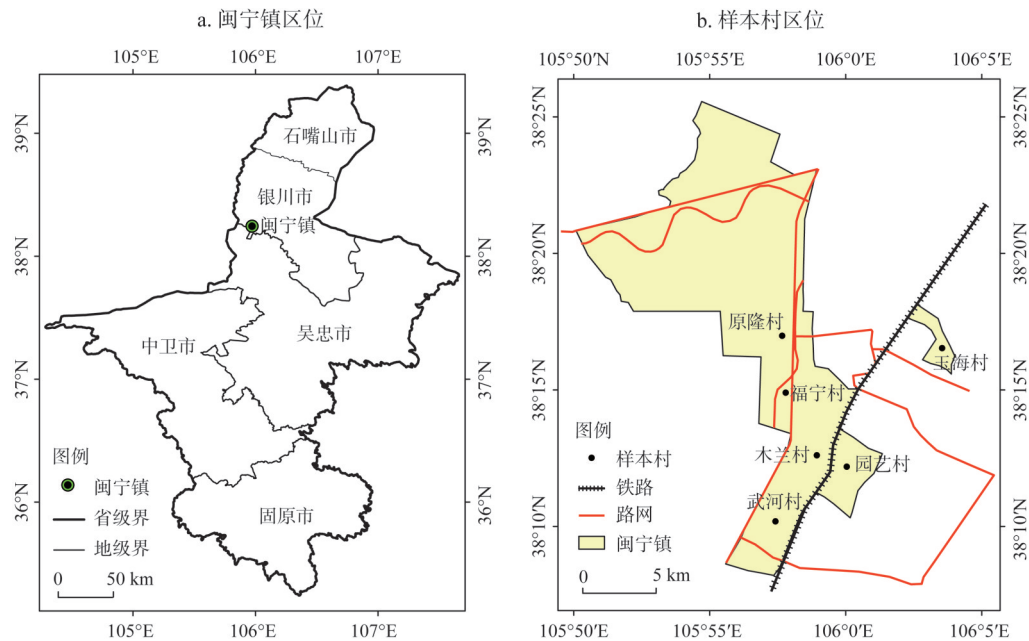 a. 闽宁镇区位
105°E 106°E 107°E
39°N 39°N
38°N 38°N
37°N 37°N
36°N 36°N
石嘴山市
银川市
闽宁镇
吴忠市
中卫市
固原市
图例
闽宁镇
省级界
地级界
0 50 km
105°E 106°E 107°E
b. 样本村区位
105°50′E 105°55′E 106°0′E 106°5′E
38°25′N 38°25′N
38°20′N 38°20′N
38°15′N 38°15′N
38°10′N 38°10′N
原隆村
玉海村
福宁村
木兰村
园艺村
武河村
图例
样本村
铁路
路网
闽宁镇
0 5 km
105°50′E 105°55′E 106°0′E 106°5′E